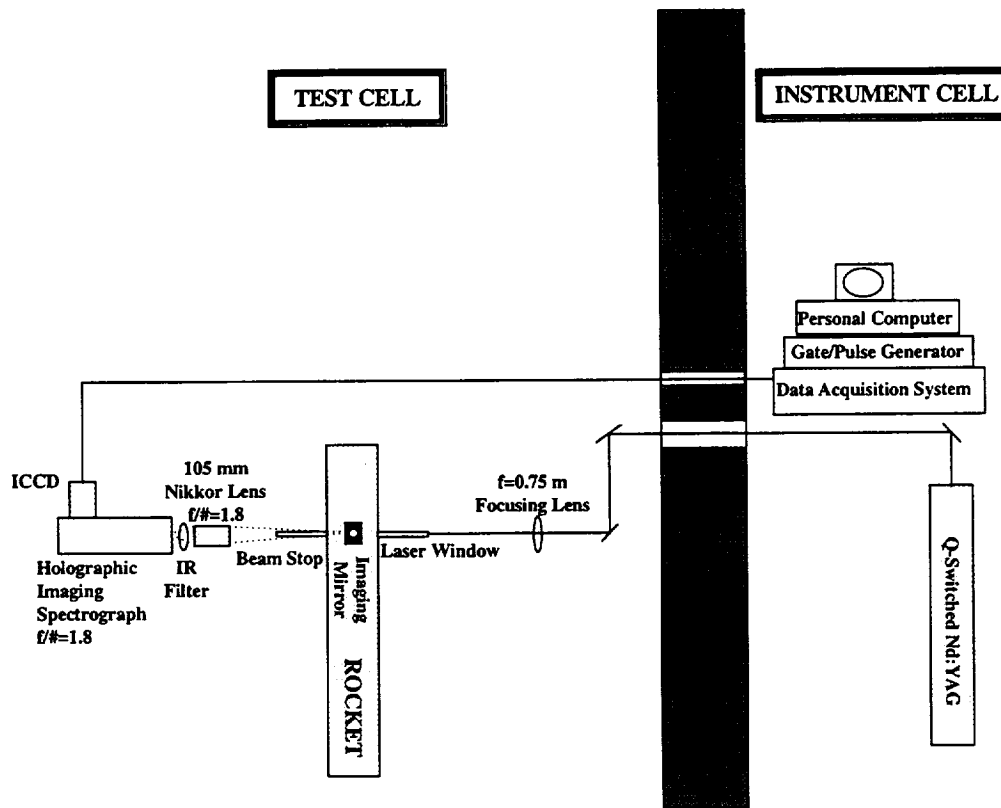 TEST CELL
INSTRUMENT CELL
Personal Computer
Gate/Pulse Generator
Data Acquisition System
ICCD
105 mm
Nikkor Lens
f/#=1.8
f=0.75 m
Focusing Lens
Beam Stop
Laser Window
Holographic
Imaging
Spectrograph
f/#=1.8
IR
Filter
Imaging
Mirror
ROCKET
Q-Switched Nd:YAG